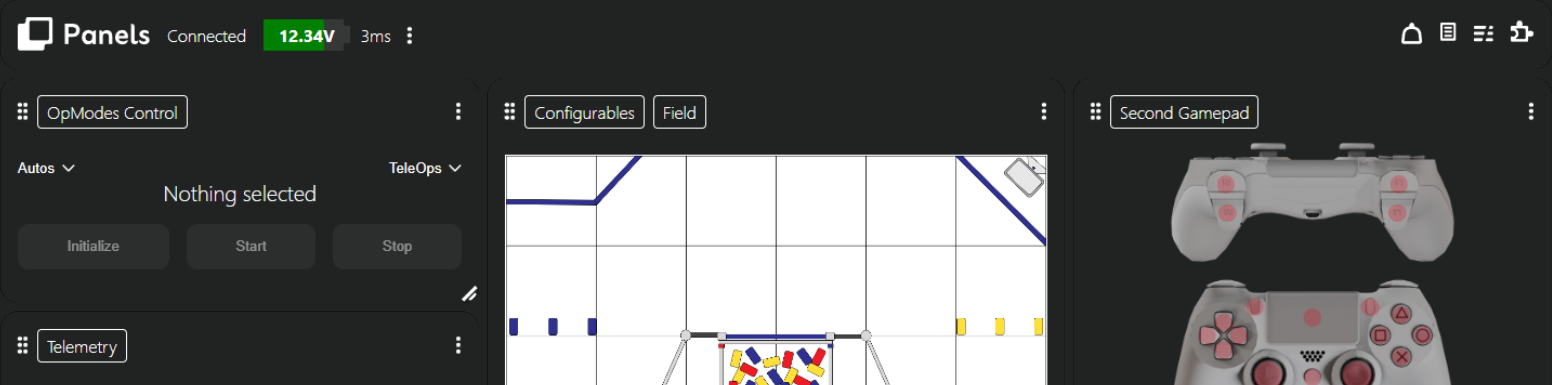 Panels Connected 12.34V 3ms
OpModes Control
Autos TeleOps
Nothing selected
Initialize Start Stop
Telemetry
Configurables Field
Second Gamepad